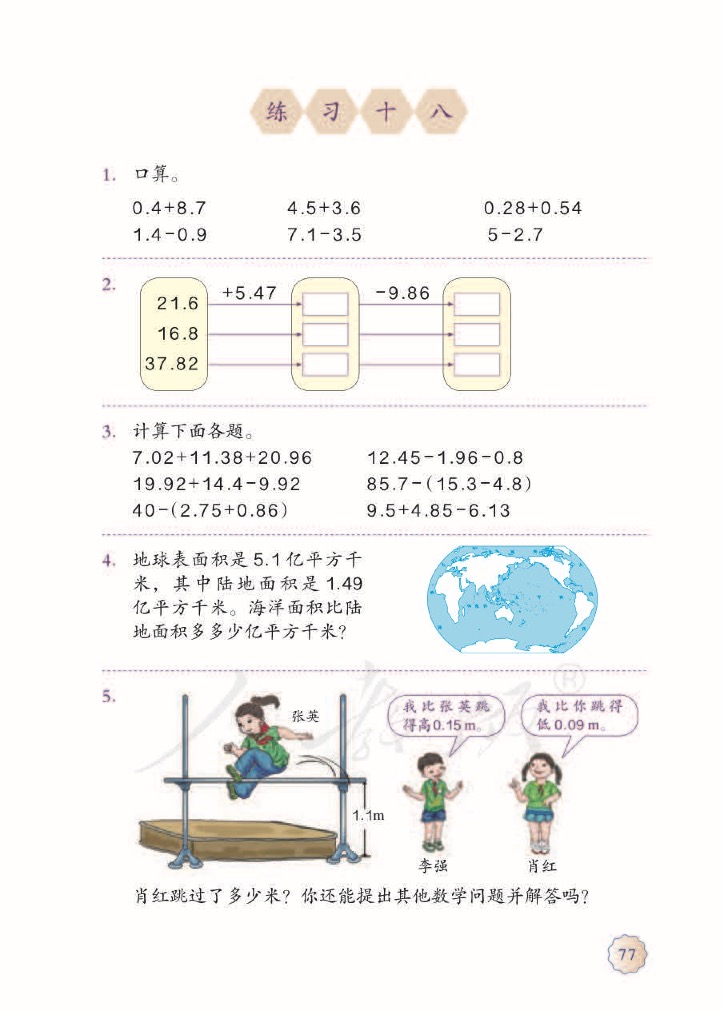 练习十八
1. 口算。
0.4+8.7 4.5+3.6 0.28+0.54
1.4-0.9 7.1-3.5 5-2.7
2.
+5.47 -9.86
21.6
16.8
37.82
3. 计算下面各题。
7.02+11.38+20.96 12.45-1.96-0.8
19.92+14.4-9.92 85.7-(15.3-4.8)
40-(2.75+0.86) 9.5+4.85-6.13
4. 地球表面积是5.1亿平方千
米，其中陆地面积是1.49
亿平方千米。海洋面积比陆
地面积多多少亿平方千米？
5.
张英
我比张英跳
得高0.15m。
我比你跳得
低0.09m。
1.1m
李强 肖红
肖红跳过了多少米？你还能提出其他数学问题并解答吗？
77
人教版®